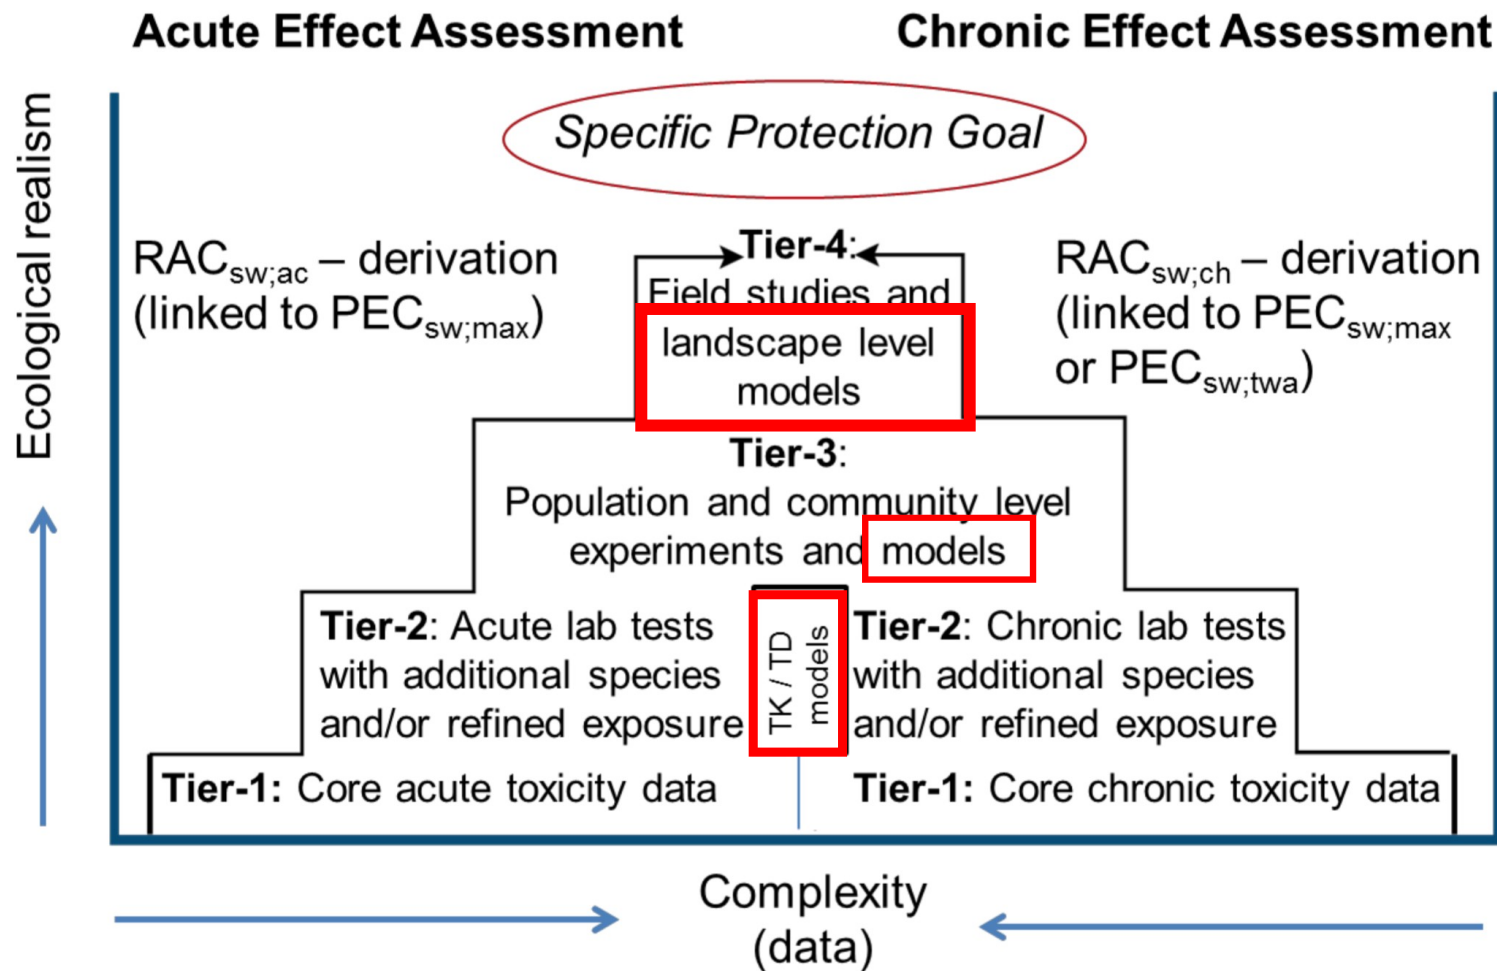 Acute Effect Assessment
Chronic Effect Assessment
Specific Protection Goal
Ecological realism
RACsw;ac – derivation
(linked to PECsw;max)
Tier-4:
Field studies and
landscape level
models
RACsw;ch – derivation
(linked to PECsw;max
or PECsw;twa)
Tier-3:
Population and community level
experiments and models
Tier-2: Acute lab tests
with additional species
and/or refined exposure
TK / TD
models
Tier-2: Chronic lab tests
with additional species
and/or refined exposure
Tier-1: Core acute toxicity data
Tier-1: Core chronic toxicity data
Complexity
(data)